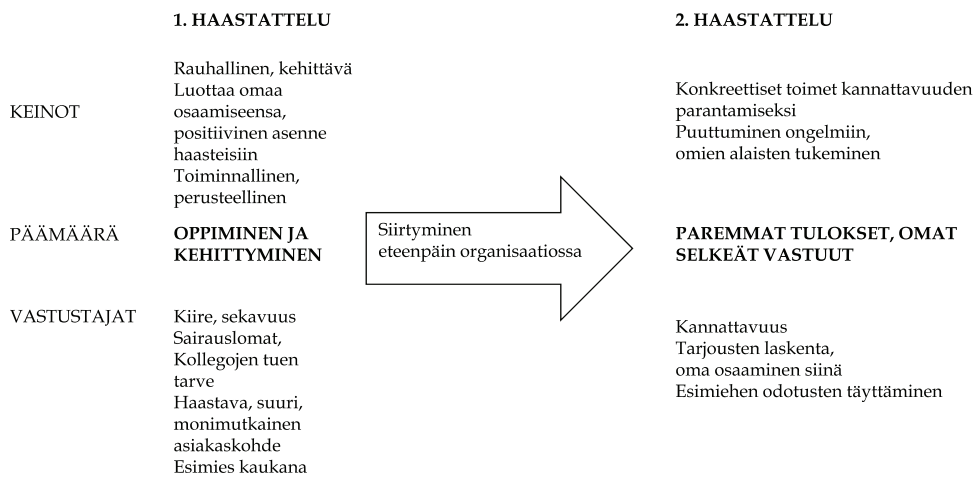 1. HAASTATTELU
2. HAASTATTELU
KEINOT
Rauhallinen, kehittävä
Luottaa omaa
osaamiseensa,
positiivinen asenne
haasteisiin
Toiminnallinen,
perusteellinen
Konkreettiset toimet kannattavuuden
parantamiseksi
Puuttuminen ongelmiin,
omien alaisten tukeminen
PÄÄMÄÄRÄ
OPPIMINEN JA
KEHITTYMINEN
Siirtyminen
eteenpäin organisaatiossa
PAREMMAT TULOKSET, OMAT
SELKEÄT VASTUUT
VASTUSTAJAT
Kiire, sekavuus
Sairauslomat,
Kollegojen tuen
tarve
Haastava, suuri,
monimutkainen
asiakaskohde
Esimies kaukana
Kannattavuus
Tarjousten laskenta,
oma osaaminen siinä
Esimiehen odotusten täyttäminen